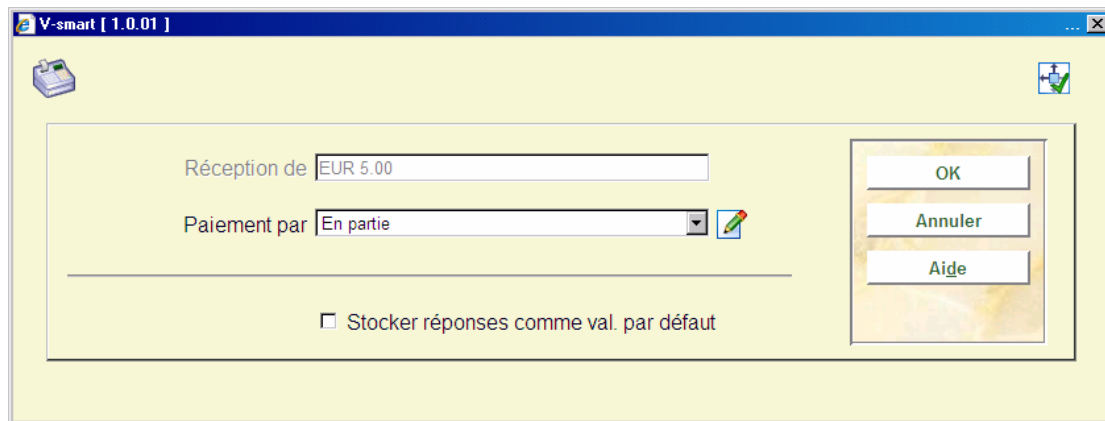 V-smart [ 1.0.01 ] ...
Réception de EUR 5.00
OK
Paiement par En partie
Annuler
Aide
Stocker réponses comme val. par défaut